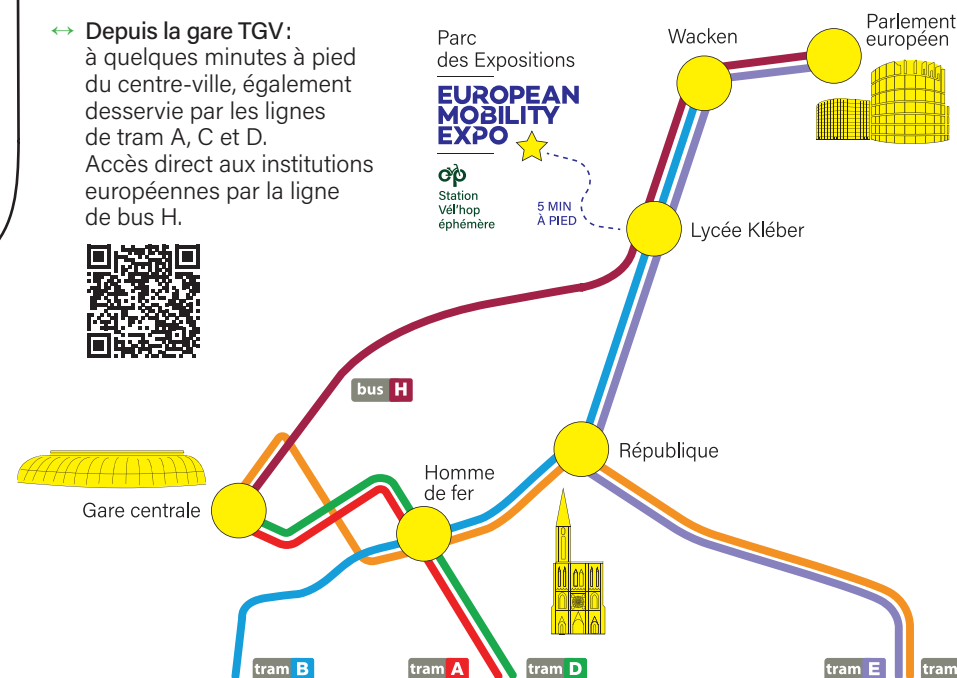 ↔ Depuis la gare TGV :
à quelques minutes à pied
du centre-ville, également
desservie par les lignes
de tram A, C et D.
Accès direct aux institutions
européennes par la ligne
de bus H.
Parc
des Expositions
EUROPEAN
MOBILITY
EXPO
Station
Vél'hop
éphémère
5 MIN
À PIED
Wacken
Parlement
européen
Lycée Kléber
bus H
République
Homme
de fer
Gare centrale
tram B
tram A
tram D
tram E
tram